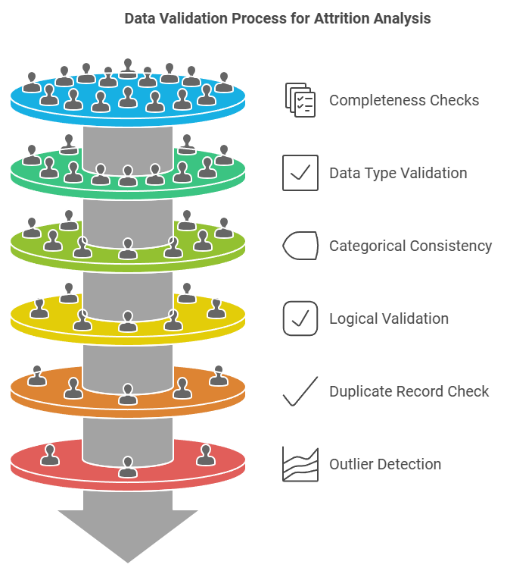 Data Validation Process for Attrition Analysis
Completeness Checks
Data Type Validation
Categorical Consistency
Logical Validation
Duplicate Record Check
Outlier Detection